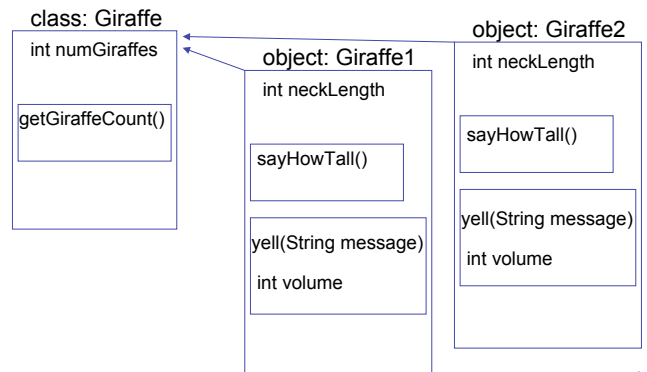 class: Giraffe
int numGiraffes
getGiraffeCount()
object: Giraffe1
int neckLength
sayHowTall()
yell(String message)
int volume
object: Giraffe2
int neckLength
sayHowTall()
yell(String message)
int volume